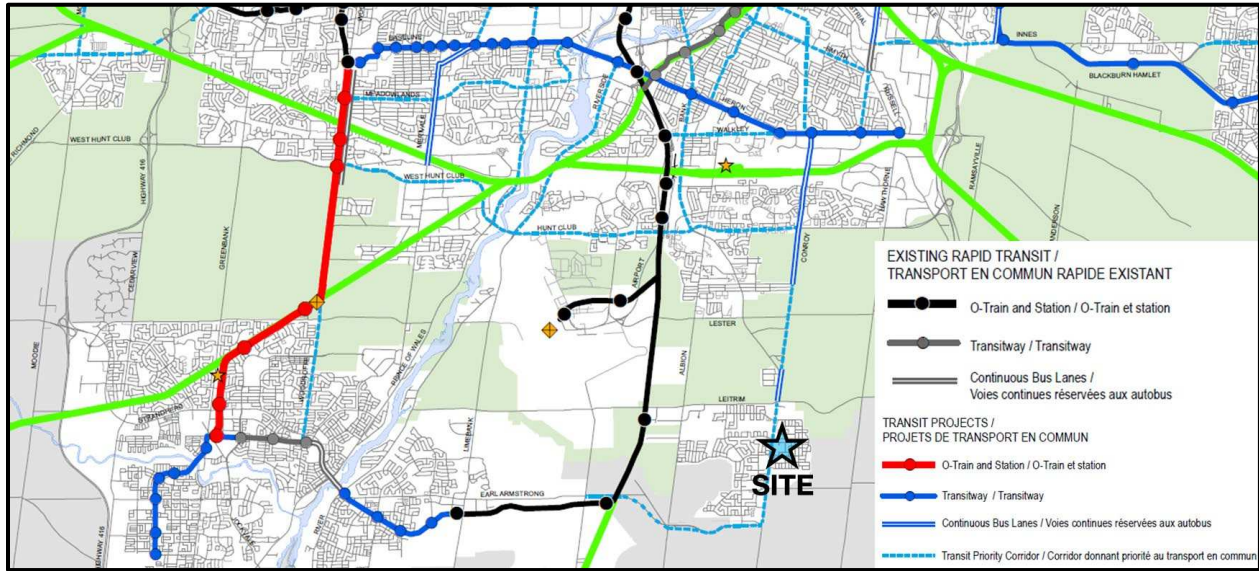 BASELINE
INNES
BLACKBURN HAMLET
MEADOWLANDS
RIVERSIDE
BANK
HERON
SMYTH
RUSSELL
RICHMOND
WEST HUNT CLUB
MERIVALE
WALKLEY
HIGHWAY 416
WEST HUNT CLUB
HAWTHORNE
RAMSAYVILLE
CEDARVIEW
GREENBANK
HUNT CLUB
CONROY
AIRPORT
LESTER
MOODIE
WOODROFFE
PRINCE OF WALES
ALBION
LEITRIM
STRANDHERD
LIMEBANK
SITE
EARL ARMSTRONG
RIVER
JOCKVALE
HIGHWAY 416
EXISTING RAPID TRANSIT /
TRANSPORT EN COMMUN RAPIDE EXISTANT
O-Train and Station / O-Train et station
Transitway / Transitway
Continuous Bus Lanes /
Voies continues réservées aux autobus
TRANSIT PROJECTS /
PROJETS DE TRANSPORT EN COMMUN
O-Train and Station / O-Train et station
Transitway / Transitway
Continuous Bus Lanes / Voies continues réservées aux autobus
Transit Priority Corridor / Corridor donnant priorité au transport en commun